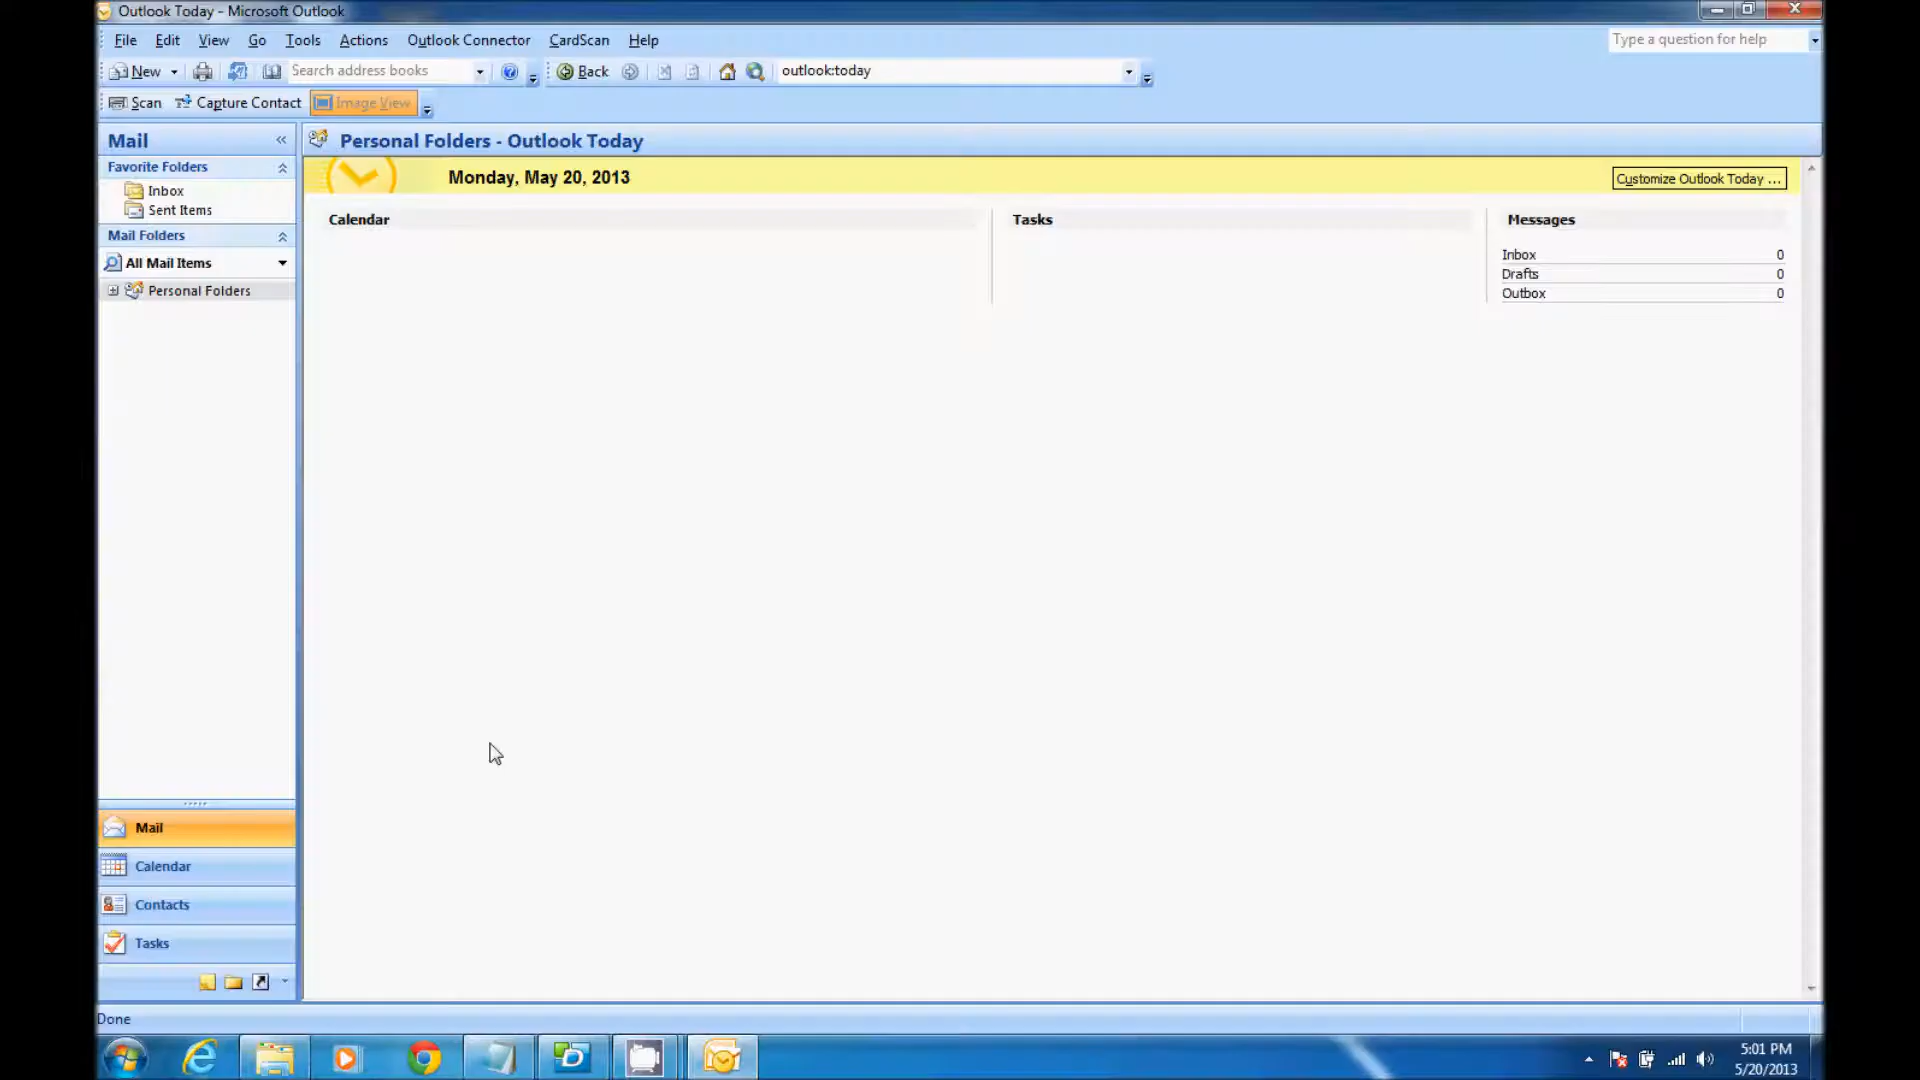 Outlook Today - Microsoft Outlook
File Edit View Go Tools Actions Outlook Connector CardScan Help
Type a question for help
New Search address books Back outlook:today
Scan Capture Contact Image View
Mail
Personal Folders - Outlook Today
Favorite Folders
Monday, May 20, 2013
Customize Outlook Today ...
Inbox
Sent Items
Calendar
Tasks
Messages
Mail Folders
Inbox 0
All Mail Items
Drafts 0
Personal Folders
Outbox 0
Mail
Calendar
Contacts
Tasks
Done
5:01 PM
5/20/2013